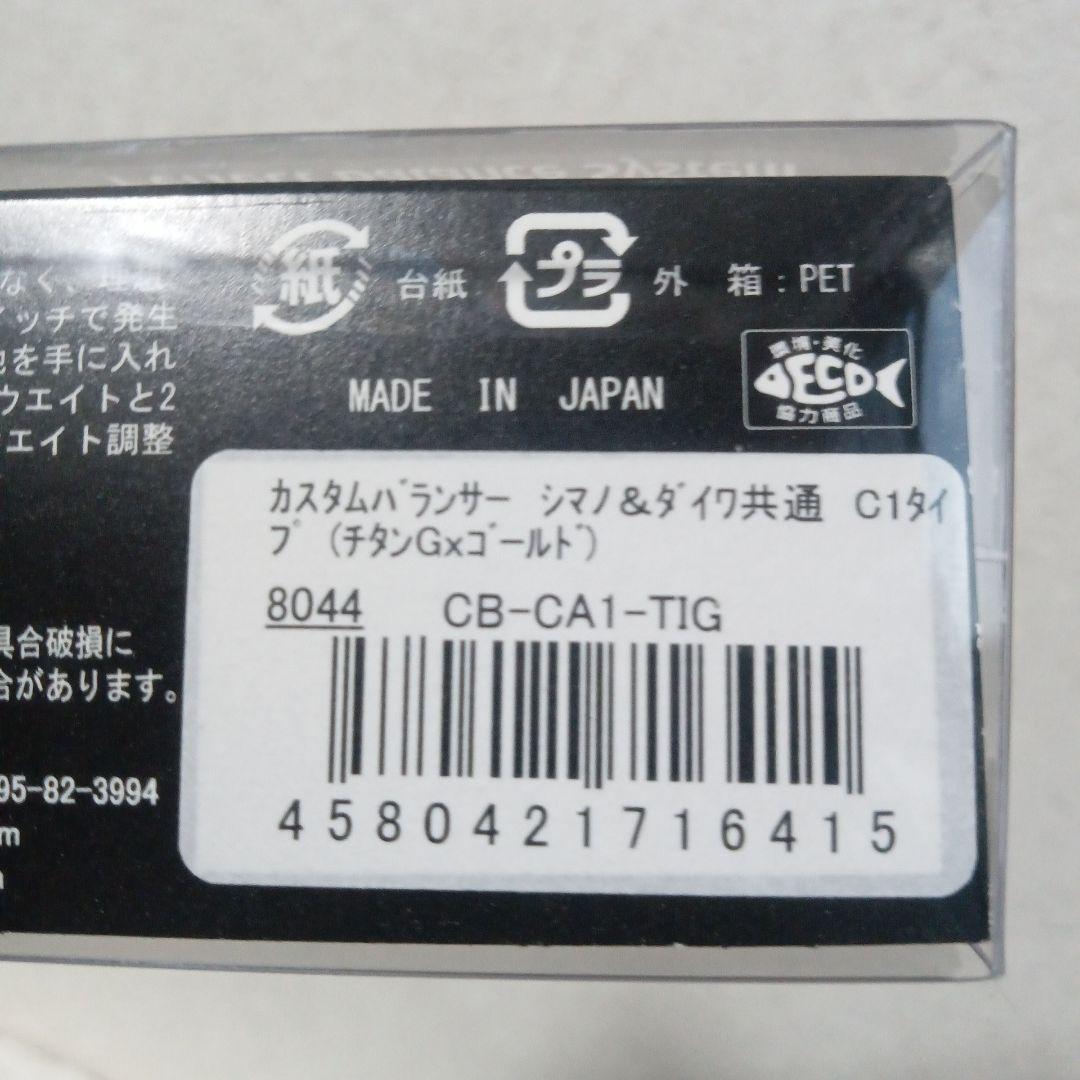 なく、
イッチで発生
を手に入れ
ウエイトと2
エイト調整
紙 台紙 プラ 外 箱：PET
MADE IN JAPAN
環境・美化
ECO
協力商品
カスタムバランサー シマノ&ダイワ共通 C1タイ
プ (チタンGxゴールド)
8044 CB-CA1-TIG
4580421716415
具合破損に
合があります。
95-82-3994
m